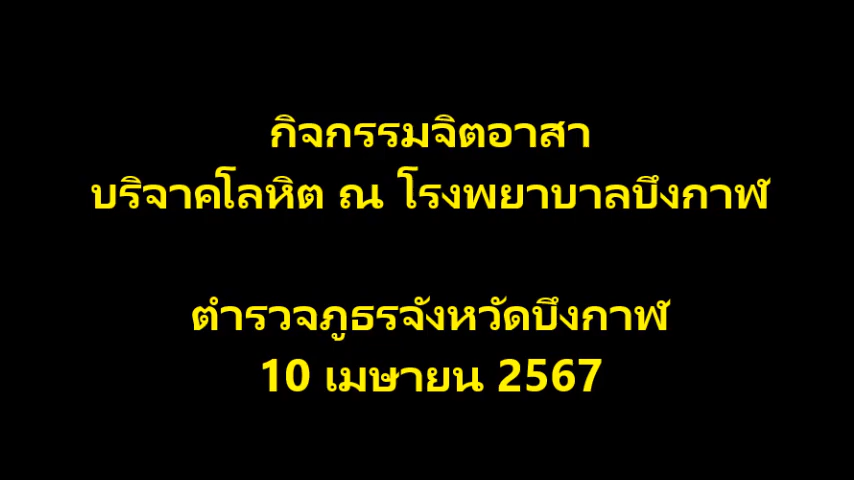 กิจกรรมจิตอาสา
บริจาคโลหิต ณ โรงพยาบาลบึงกาฬ
ตำรวจภูธรจังหวัดบึงกาฬ
10 เมษายน 2567